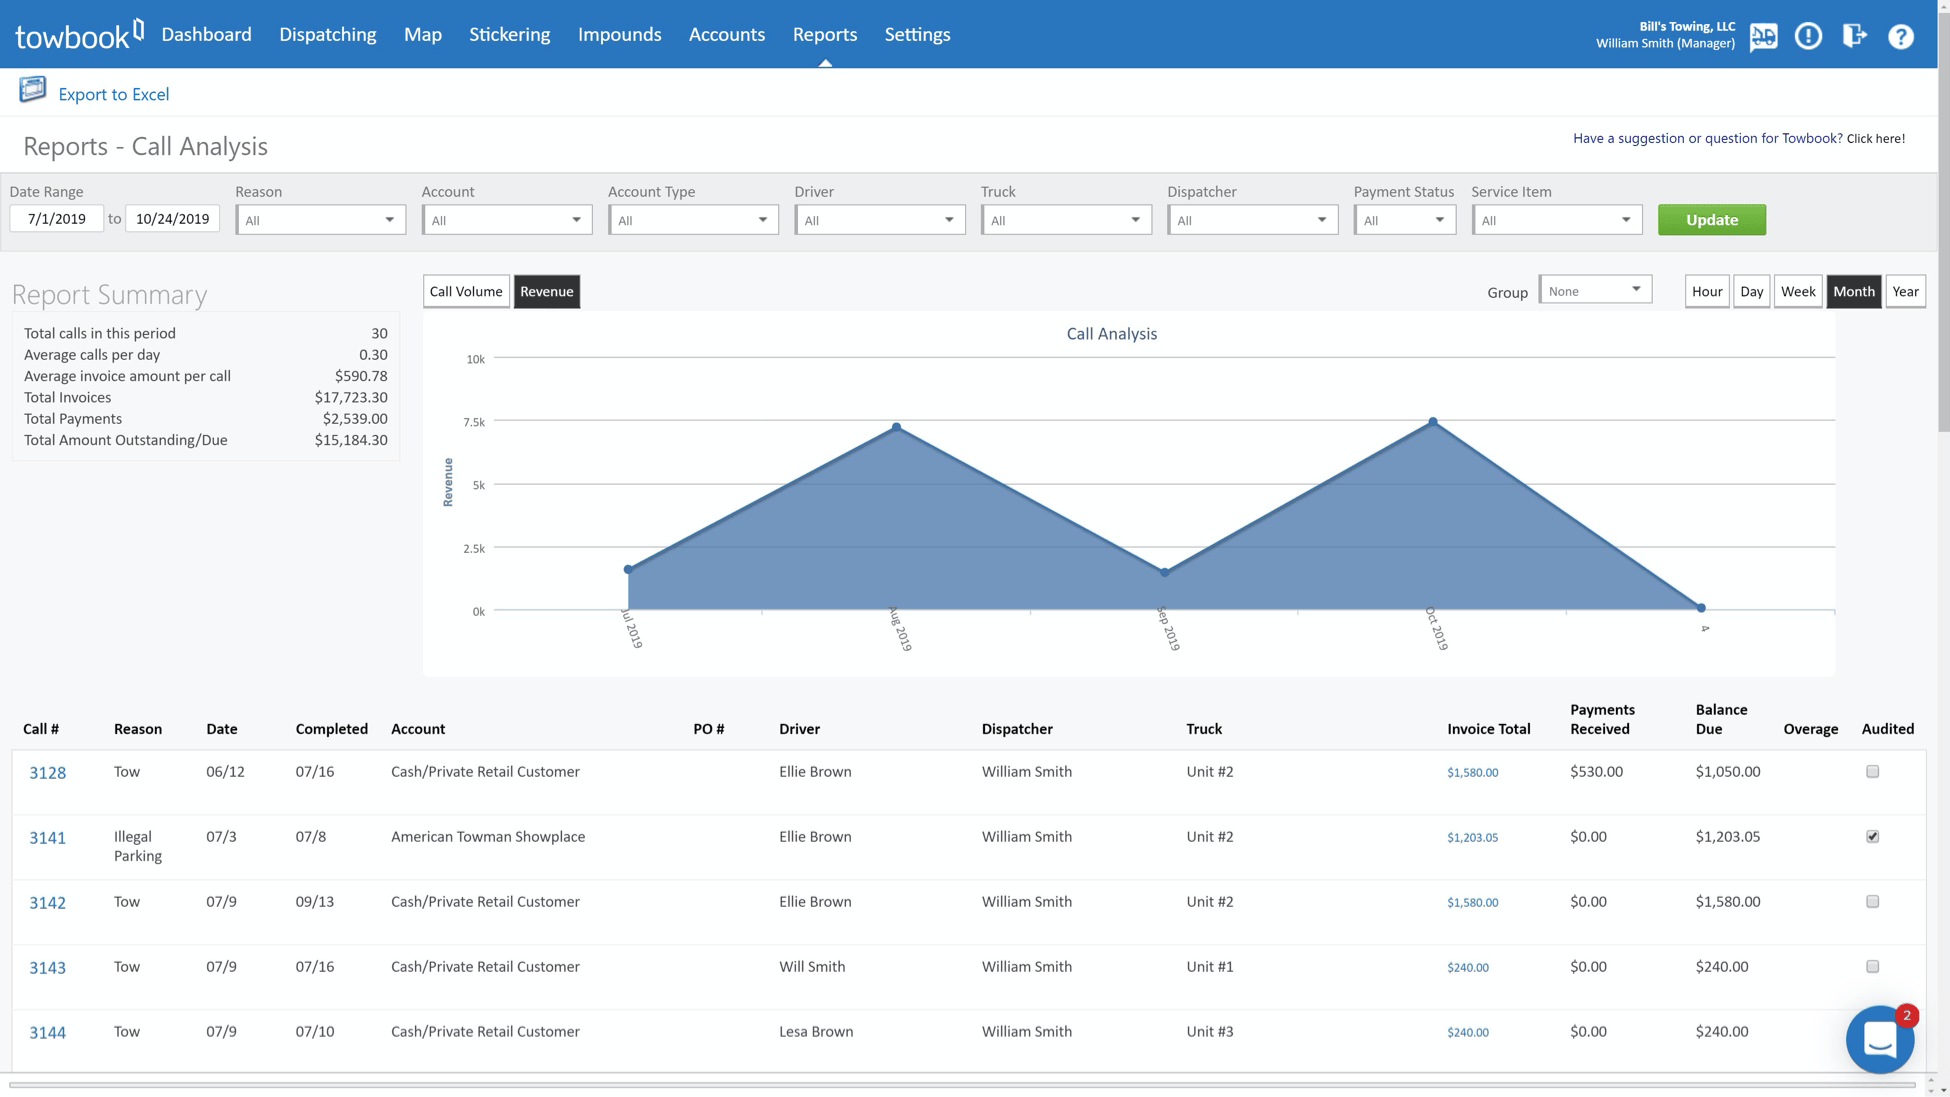 towbook Dashboard Dispatching Map Stickering Impounds Accounts Reports Settings
Bill's Towing, LLC
William Smith (Manager)
Export to Excel
Reports - Call Analysis
Have a suggestion or question for Towbook? Click here!
Date Range Reason Account Account Type Driver Truck Dispatcher Payment Status Service Item
7/1/2019 to 10/24/2019 All All All All All All All All Update
Report Summary
Call Volume Revenue
Group None Hour Day Week Month Year
Total calls in this period 30
Average calls per day 0.30
Average invoice amount per call $590.78
Total Invoices $17,723.30
Total Payments $2,539.00
Total Amount Outstanding/Due $15,184.30
Call Analysis
10k
7.5k
5k
2.5k
0k
Revenue
Jul 2019
Aug 2019
Sep 2019
Oct 2019
4
Call # Reason Date Completed Account PO # Driver Dispatcher Truck Invoice Total Payments Received Balance Due Overage Audited
3128 Tow 06/12 07/16 Cash/Private Retail Customer Ellie Brown William Smith Unit #2 $1,580.00 $530.00 $1,050.00
3141 Illegal Parking 07/3 07/8 American Towman Showplace Ellie Brown William Smith Unit #2 $1,203.05 $0.00 $1,203.05
3142 Tow 07/9 09/13 Cash/Private Retail Customer Ellie Brown William Smith Unit #2 $1,580.00 $0.00 $1,580.00
3143 Tow 07/9 07/16 Cash/Private Retail Customer Will Smith William Smith Unit #1 $240.00 $0.00 $240.00
3144 Tow 07/9 07/10 Cash/Private Retail Customer Lesa Brown William Smith Unit #3 $240.00 $0.00 $240.00
2